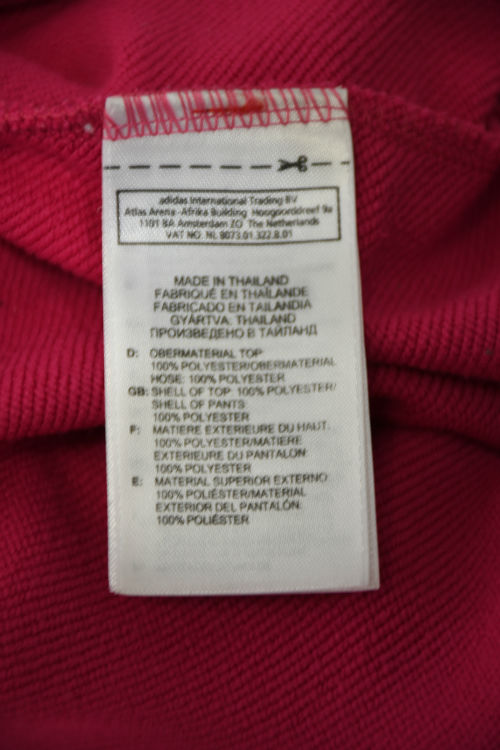 adidas International Trading BV
Atlas Arena-Afrika Building Hoogoorddreef 9a
1101 BA Amsterdam ZO The Netherlands
VAT NO. NL 8073.01.322.B.01
MADE IN THAILAND
FABRIQUÉ EN THAÏLANDE
FABRICADO EN TAILANDIA
GYÁRTVA: THAILAND
ПРОИЗВЕДЕНО В ТАЙЛАНД
D: OBERMATERIAL TOP:
100% POLYESTER/OBERMATERIAL
HOSE: 100% POLYESTER
GB: SHELL OF TOP: 100% POLYESTER/
SHELL OF PANTS:
100% POLYESTER
F: MATIERE EXTERIEURE DU HAUT:
100% POLYESTER/MATIERE
EXTERIEURE DU PANTALON:
100% POLYESTER
E: MATERIAL SUPERIOR EXTERNO:
100% POLIÉSTER/MATERIAL
EXTERIOR DEL PANTALÓN:
100% POLIÉSTER